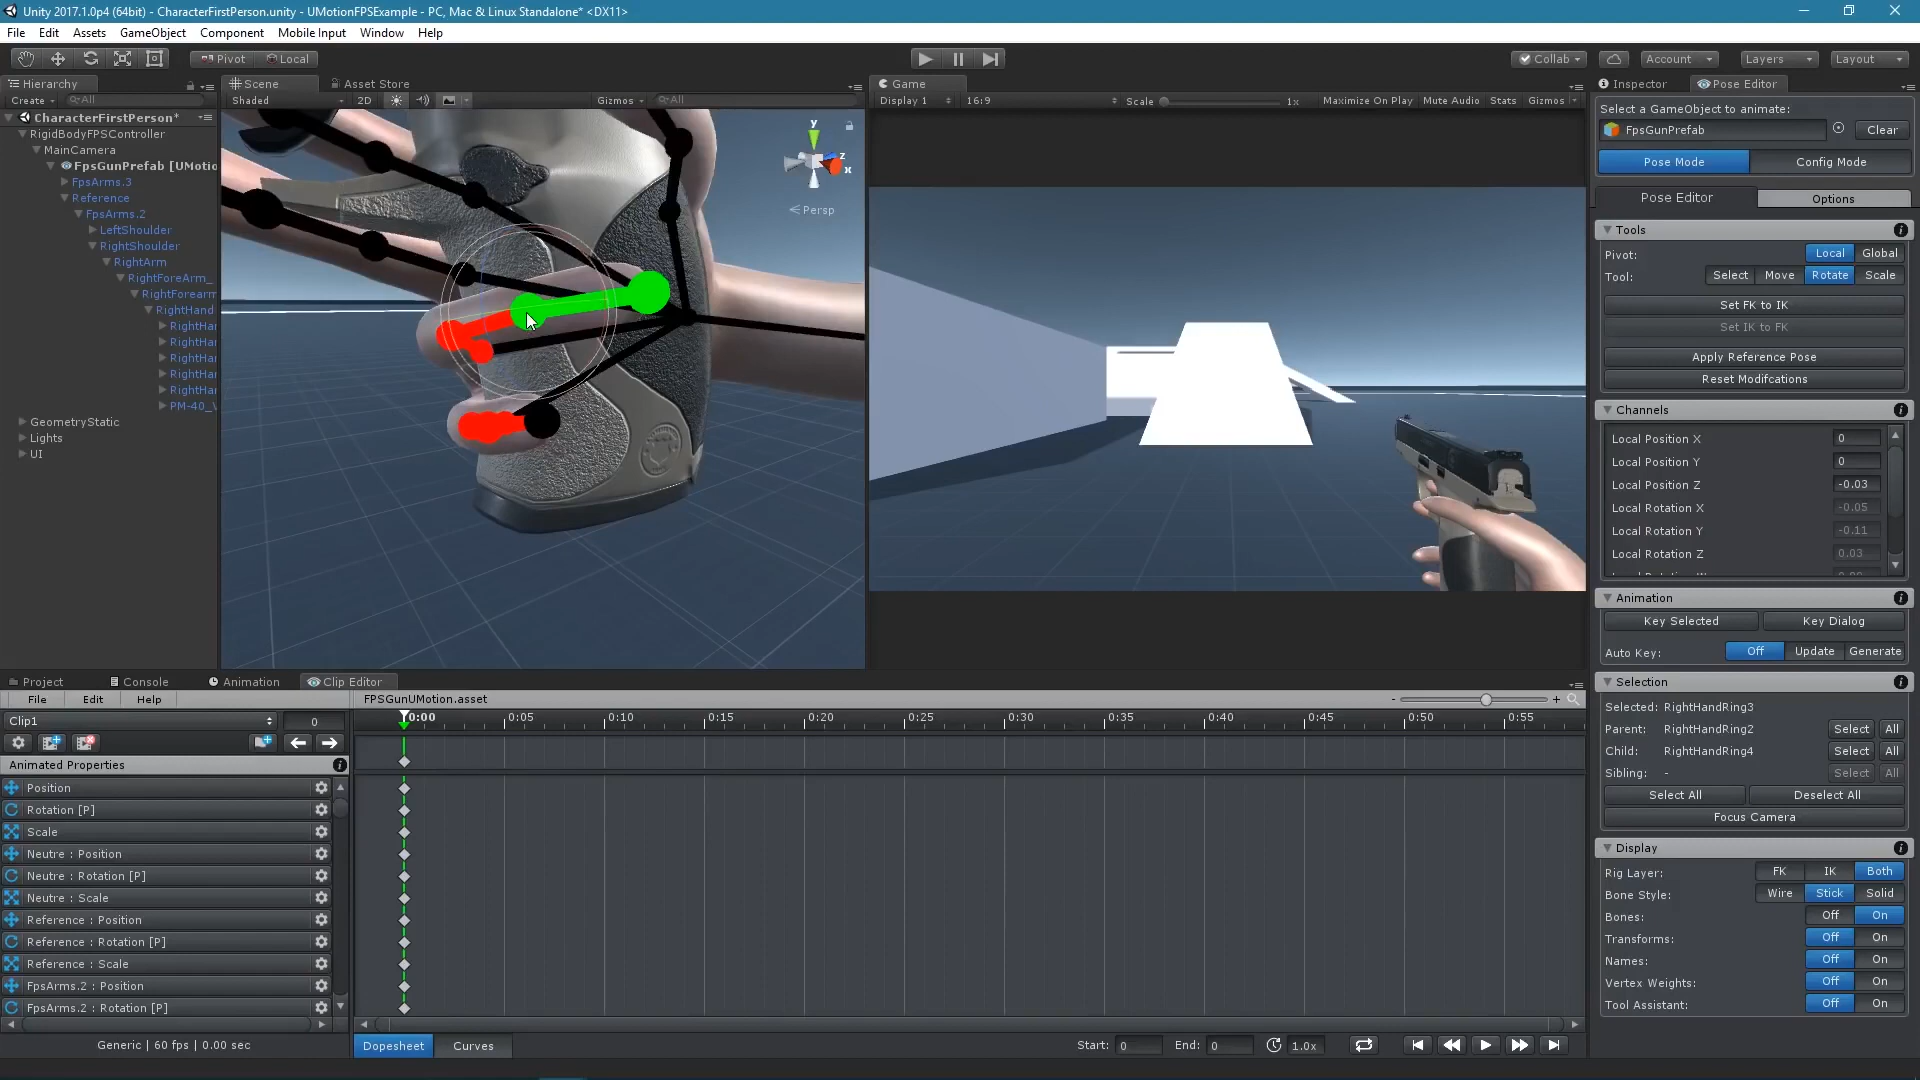 Unity 2017.1.0p4 (64bit) - CharacterFirstPerson.unity - UMotionFPSExample - PC, Mac & Linux Standalone* <DX11>
File Edit Assets GameObject Component Mobile Input Window Help
Pivot Local Collab Account Layers Layout
Hierarchy
Create All
CharacterFirstPerson*
RigidBodyFPSController
MainCamera
FpsGunPrefab [UMotio
FpsArms.3
Reference
FpsArms.2
LeftShoulder
RightShoulder
RightArm
RightForeArm_
RightForearm
RightHand
RightHan
RightHan
RightHan
RightHan
RightHan
PM-40_V
GeometryStatic
Lights
UI
Scene Asset Store
Shaded 2D Gizmos All
y
z
x
Persp
Game
Display 1 16:9 Scale 1x Maximize On Play Mute Audio Stats Gizmos
Inspector Pose Editor
Select a GameObject to animate:
FpsGunPrefab Clear
Pose Mode Config Mode
Pose Editor Options
Tools
Pivot: Local Global
Tool: Select Move Rotate Scale
Set FK to IK
Set IK to FK
Apply Reference Pose
Reset Modifcations
Channels
Local Position X 0
Local Position Y 0
Local Position Z -0.03
Local Rotation X -0.05
Local Rotation Y -0.11
Local Rotation Z 0.03
Animation
Key Selected Key Dialog
Auto Key: Off Update Generate
Selection
Selected: RightHandRing3
Parent: RightHandRing2 Select All
Child: RightHandRing4 Select All
Sibling: - Select All
Select All Deselect All
Focus Camera
Display
Rig Layer: FK IK Both
Bone Style: Wire Stick Solid
Bones: Off On
Transforms: Off On
Names: Off On
Vertex Weights: Off On
Tool Assistant: Off On
Project Console Animation Clip Editor
File Edit Help
FPSGunUMotion.asset - +
Clip1 0
0:00 0:05 0:10 0:15 0:20 0:25 0:30 0:35 0:40 0:45 0:50 0:55
Animated Properties
Position
Rotation [P]
Scale
Neutre : Position
Neutre : Rotation [P]
Neutre : Scale
Reference : Position
Reference : Rotation [P]
Reference : Scale
FpsArms.2 : Position
FpsArms.2 : Rotation [P]
Generic | 60 fps | 0.00 sec
Dopesheet Curves Start: 0 End: 0 1.0x